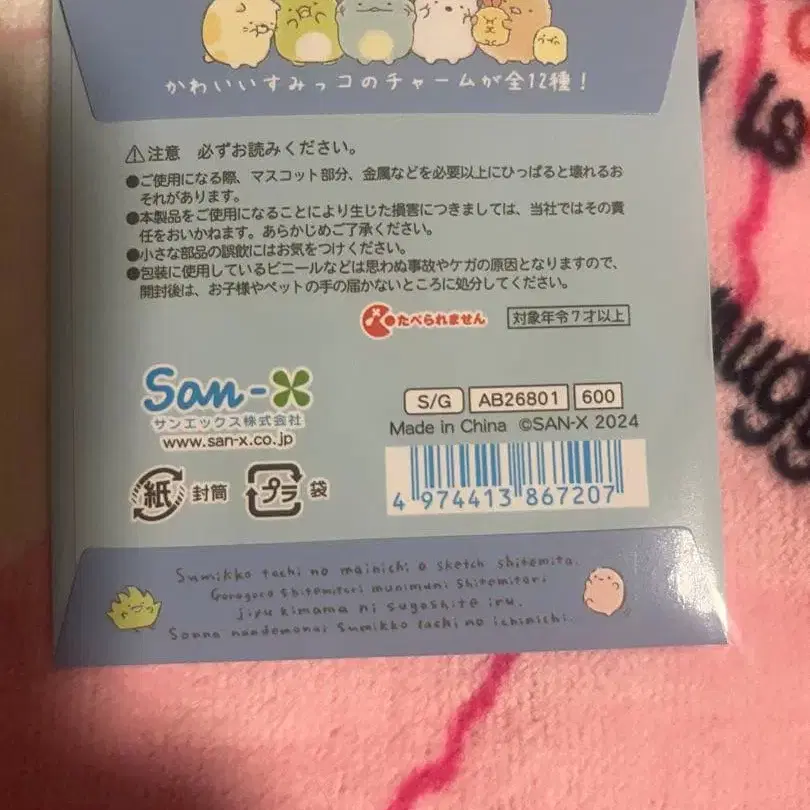 かわいいすみっコのチャームが全12種！
⚠注意 必ずお読みください。
●ご使用になる際、マスコット部分、金属などを必要以上にひっぱると壊れるお
それがあります。
●本製品をご使用になることにより生じた損害につきましては、当社ではその責
任をおいかねます。あらかじめご了承ください。
●小さな部品の誤飲にはお気をつけください。
●包装に使用しているビニールなどは思わぬ事故やケガの原因となりますので、
開封後は、お子様やペットの手の届かないところに処分してください。
たべられません 対象年令7才以上
San-X
サンエックス株式会社
www.san-x.co.jp
S/G AB26801 600
Made in China ©SAN-X 2024
紙 封筒 プラ 袋
4 974413 867207
Sumikko tachi no mainichi o sketch shitemita.
Gorogoro shitemitari munimuni shitemitari
jiyu kimama ni sugoshite iru.
Sonna nandemonai Sumikko tachi no ichinichi.
is